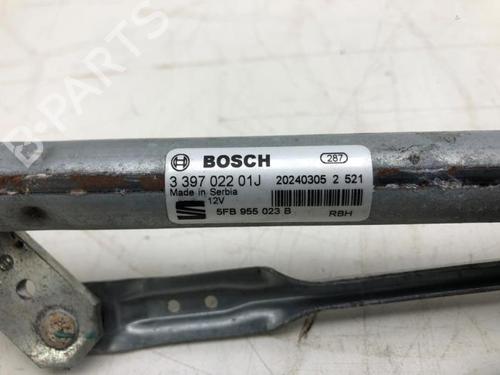 B-PARTS
BOSCH 287
3 397 022 01J 20240305 2 521
Made in Serbia
12V
5FB 955 023 B RBH